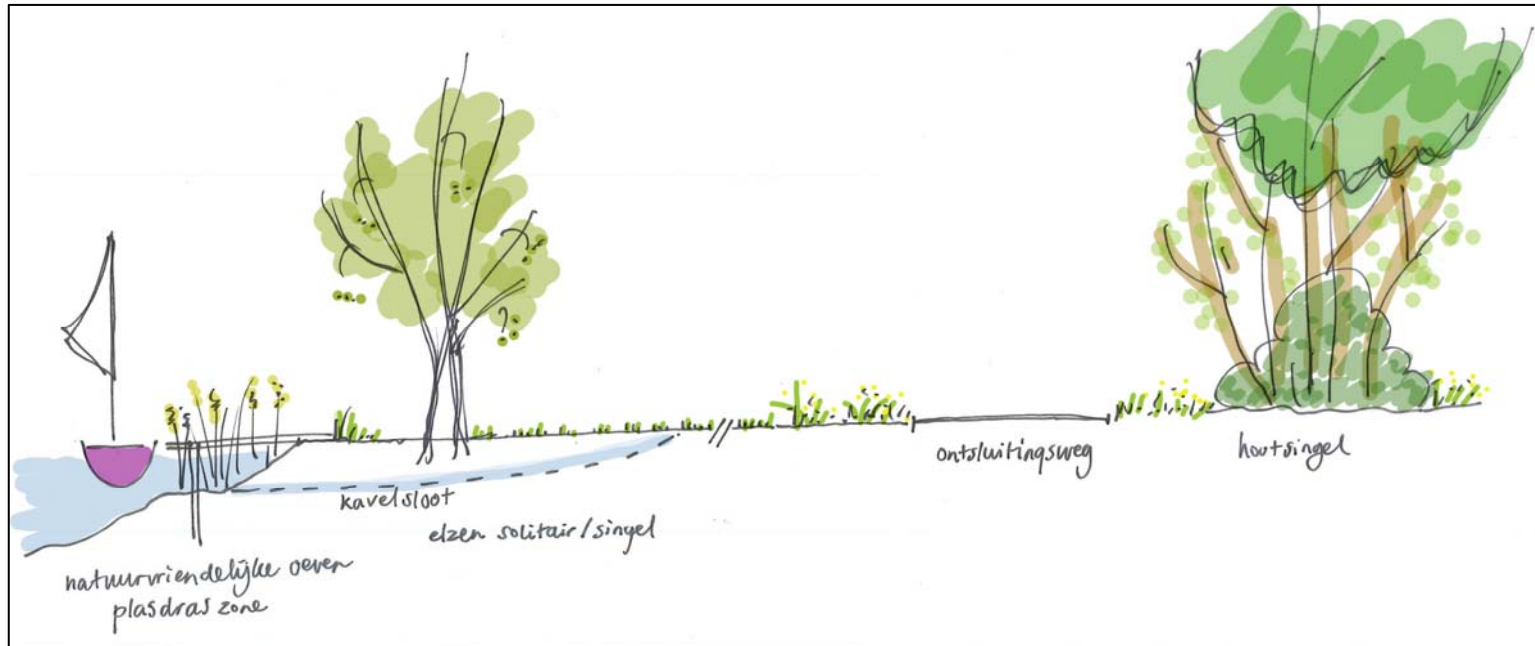 kavelsloot
elzen solitair/singel
natuurvriendelijke oever
plasdras zone
ontsluitingsweg
houtsingel